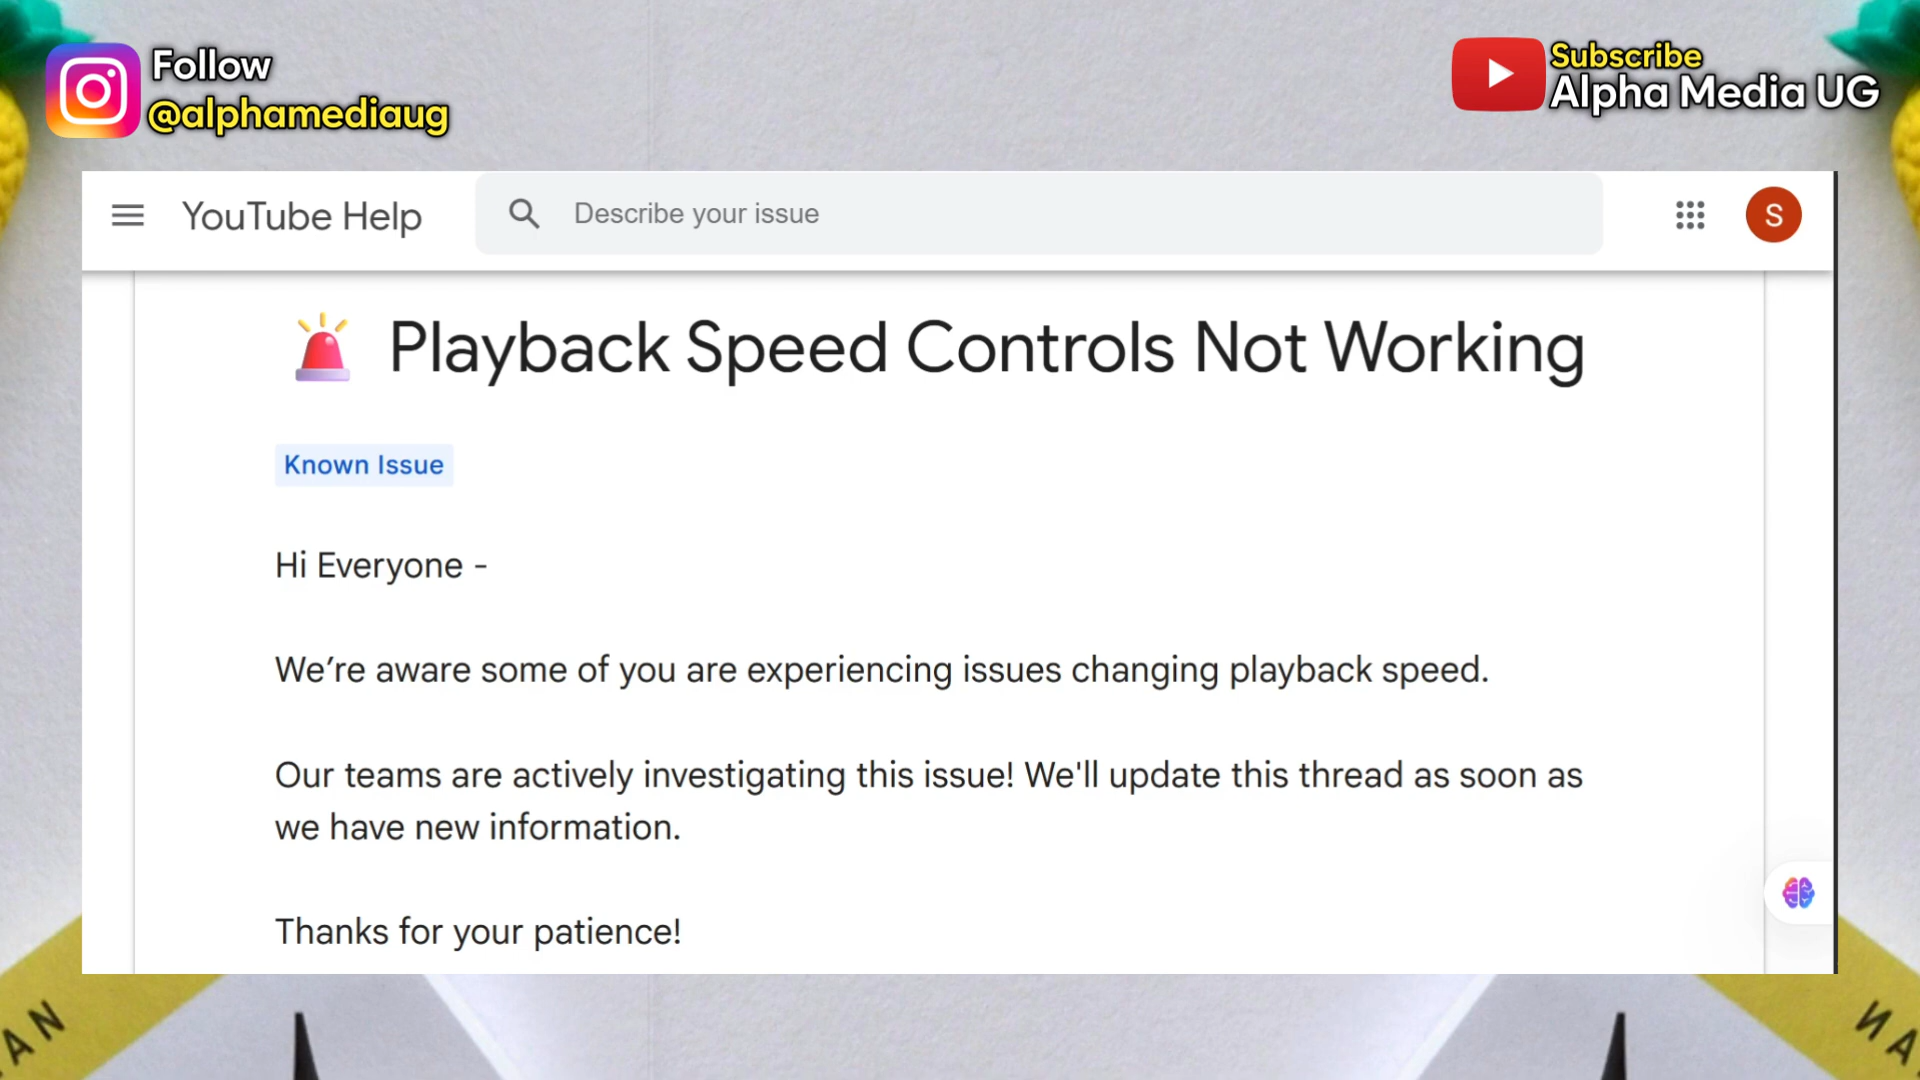 Follow
@alphamediaug
Subscribe
Alpha Media UG
YouTube Help
Describe your issue
S
Playback Speed Controls Not Working
Known Issue
Hi Everyone -
We’re aware some of you are experiencing issues changing playback speed.
Our teams are actively investigating this issue! We'll update this thread as soon as
we have new information.
Thanks for your patience!